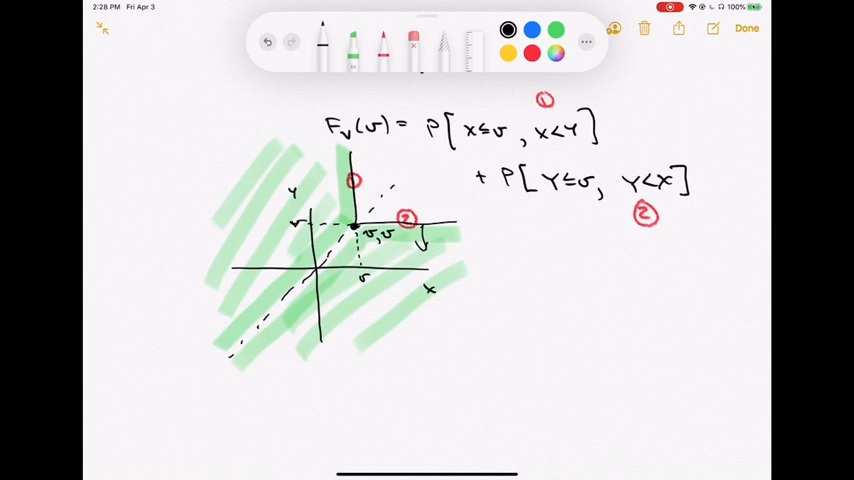 2:28 PM Fri Apr 3
100%
Done
①
F_V(v) = P[ X≤v , X<Y ]
+ P[ Y≤v, Y<X ]
②
Y
①
②
v
v,v
v
X